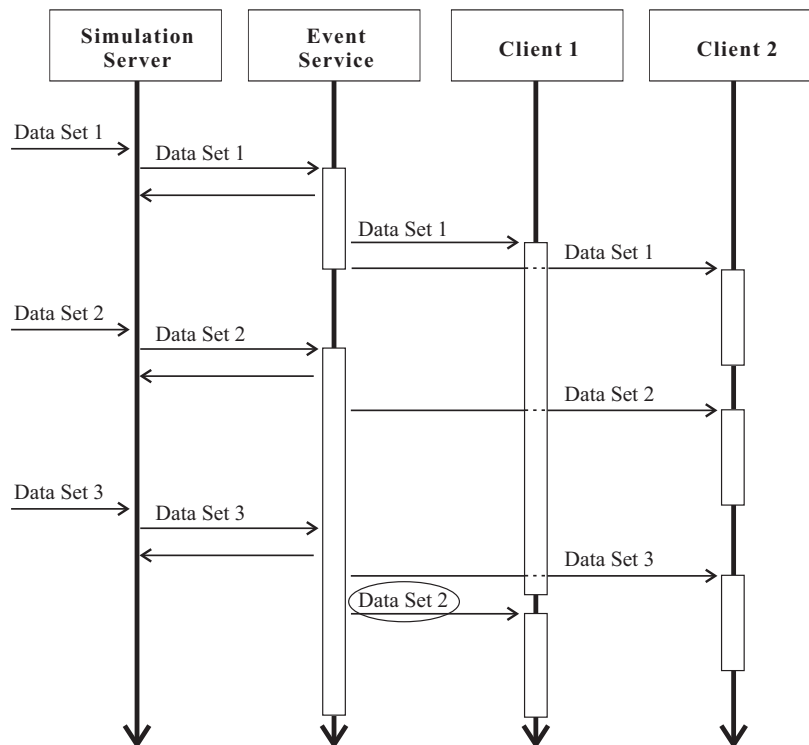 Simulation
Server
Event
Service
Client 1
Client 2
Data Set 1
Data Set 1
Data Set 1
Data Set 1
Data Set 2
Data Set 2
Data Set 2
Data Set 3
Data Set 3
Data Set 3
Data Set 2